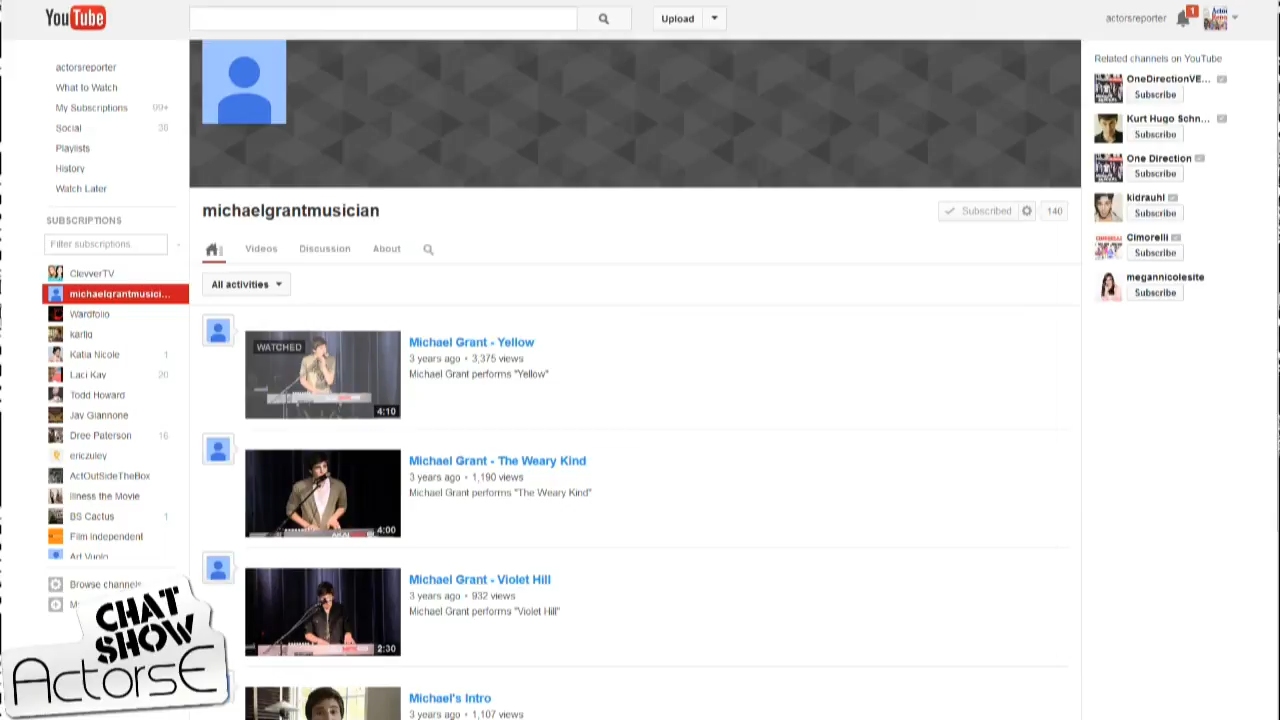 YouTube
Upload
actorsreporter
1
actorsreporter
What to Watch
My Subscriptions 99+
Social 36
Playlists
History
Watch Later
SUBSCRIPTIONS
Filter subscriptions
ClevverTV
michaelgrantmusici...
Wardfolio
karliq
Katia Nicole 1
Laci Kay 20
Todd Howard
Jay Giannone
Dree Paterson 16
ericzuley
ActOutSideTheBox
Illness the Movie
BS Cactus 1
Film Independent
Art Vuolo
Browse channels
CHAT
SHOW
ActorsE
michaelgrantmusician
Subscribed 140
Videos Discussion About
All activities
WATCHED
4:10
Michael Grant - Yellow
3 years ago • 3,375 views
Michael Grant performs "Yellow"
4:00
Michael Grant - The Weary Kind
3 years ago • 1,190 views
Michael Grant performs "The Weary Kind"
2:30
Michael Grant - Violet Hill
3 years ago • 932 views
Michael Grant performs "Violet Hill"
Michael's Intro
3 years ago • 1,107 views
Related channels on YouTube
OneDirectionVE...
Subscribe
Kurt Hugo Schn...
Subscribe
One Direction
Subscribe
kidrauhl
Subscribe
Cimorelli
Subscribe
megannicolesite
Subscribe